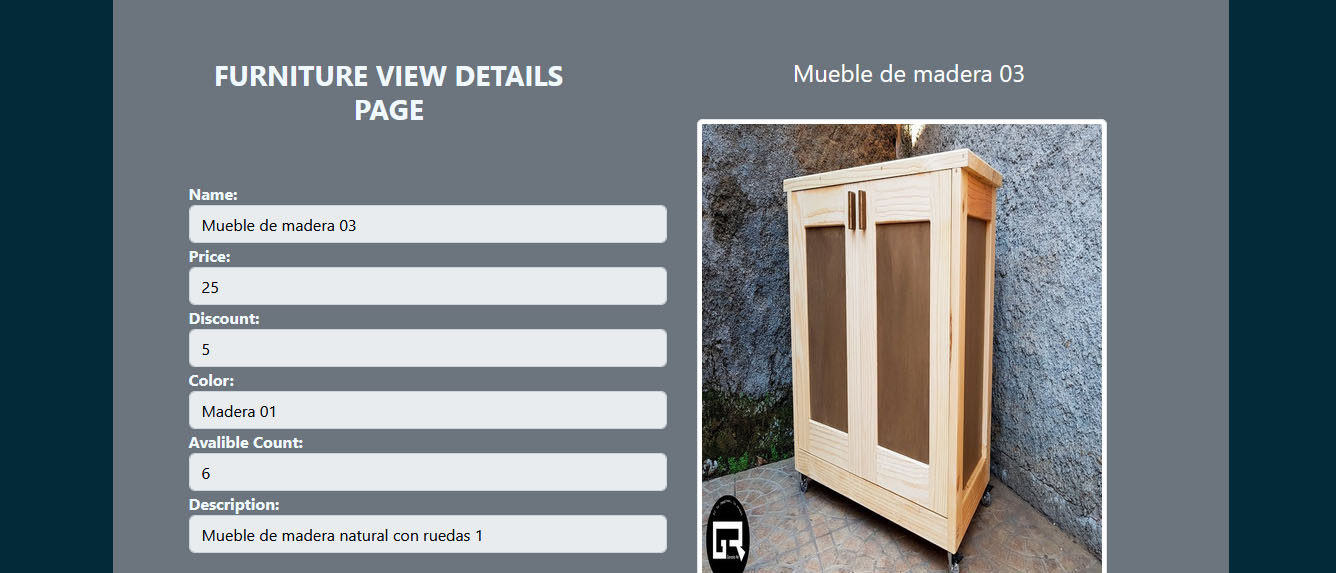 FURNITURE VIEW DETAILS
PAGE
Name:
Mueble de madera 03
Price:
25
Discount:
5
Color:
Madera 01
Avalible Count:
6
Description:
Mueble de madera natural con ruedas 1
Mueble de madera 03
GR